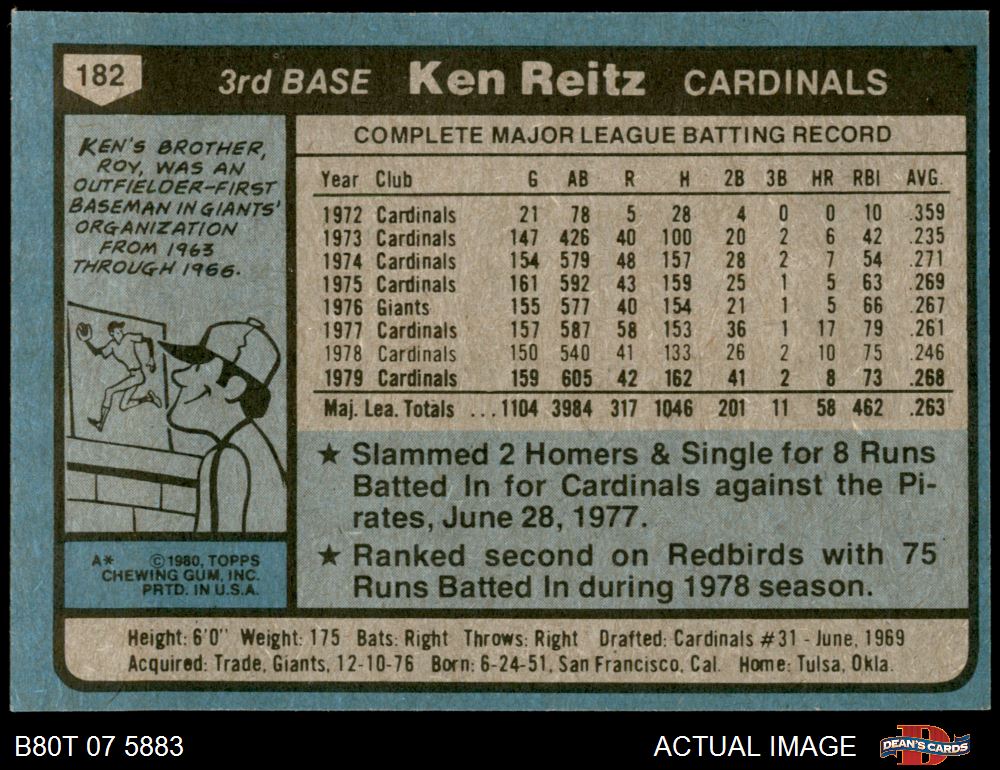 182 3rd BASE Ken Reitz CARDINALS
KEN'S BROTHER,
ROY, WAS AN
OUTFIELDER-FIRST
BASEMAN IN GIANTS'
ORGANIZATION
FROM 1963
THROUGH 1966.
A* ©1980, TOPPS
CHEWING GUM, INC.
PRTD. IN U.S.A.
COMPLETE MAJOR LEAGUE BATTING RECORD
Year Club G AB R H 2B 3B HR RBI AVG.
1972 Cardinals 21 78 5 28 4 0 0 10 .359
1973 Cardinals 147 426 40 100 20 2 6 42 .235
1974 Cardinals 154 579 48 157 28 2 7 54 .271
1975 Cardinals 161 592 43 159 25 1 5 63 .269
1976 Giants 155 577 40 154 21 1 5 66 .267
1977 Cardinals 157 587 58 153 36 1 17 79 .261
1978 Cardinals 150 540 41 133 26 2 10 75 .246
1979 Cardinals 159 605 42 162 41 2 8 73 .268
Maj. Lea. Totals ...1104 3984 317 1046 201 11 58 462 .263
★ Slammed 2 Homers & Single for 8 Runs
Batted In for Cardinals against the Pi-
rates, June 28, 1977.
★ Ranked second on Redbirds with 75
Runs Batted In during 1978 season.
Height: 6'0" Weight: 175 Bats: Right Throws: Right Drafted: Cardinals #31 - June, 1969
Acquired: Trade, Giants, 12-10-76 Born: 6-24-51, San Francisco, Cal. Home: Tulsa, Okla.
B80T 07 5883 ACTUAL IMAGE D DEAN'S CARDS